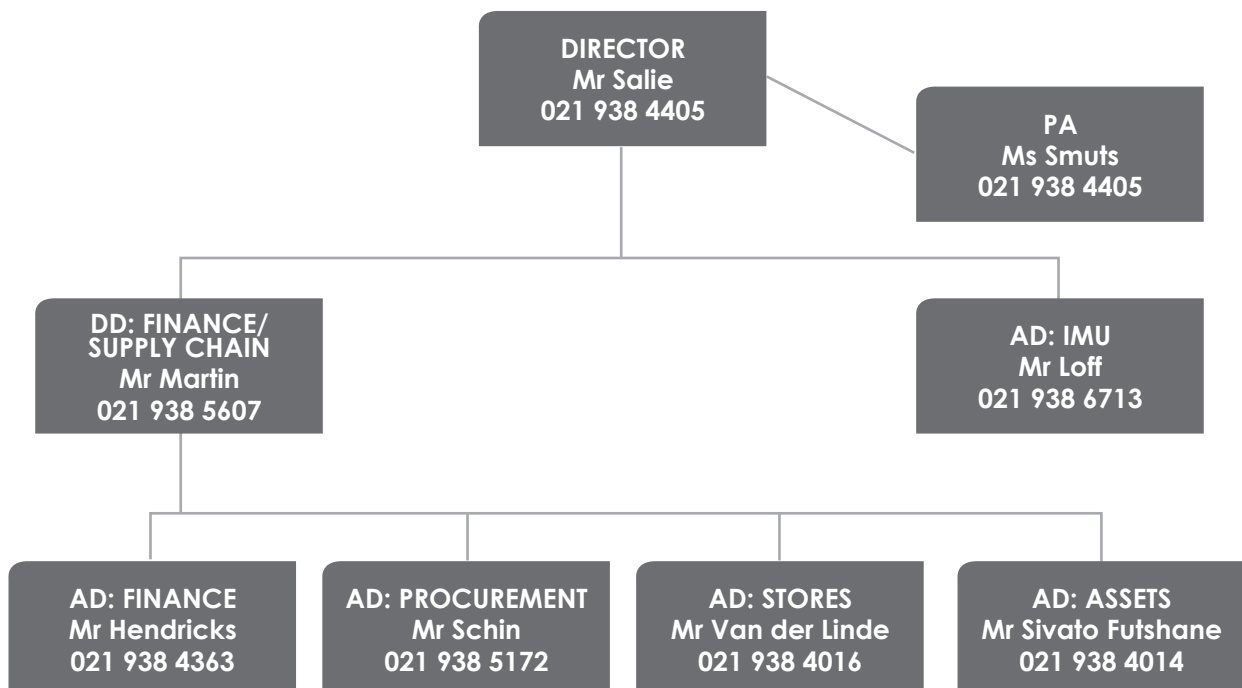 DIRECTOR
Mr Salie
021 938 4405
PA
Ms Smuts
021 938 4405
DD: FINANCE/
SUPPLY CHAIN
Mr Martin
021 938 5607
AD: IMU
Mr Loff
021 938 6713
AD: FINANCE
Mr Hendricks
021 938 4363
AD: PROCUREMENT
Mr Schin
021 938 5172
AD: STORES
Mr Van der Linde
021 938 4016
AD: ASSETS
Mr Sivato Futshane
021 938 4014